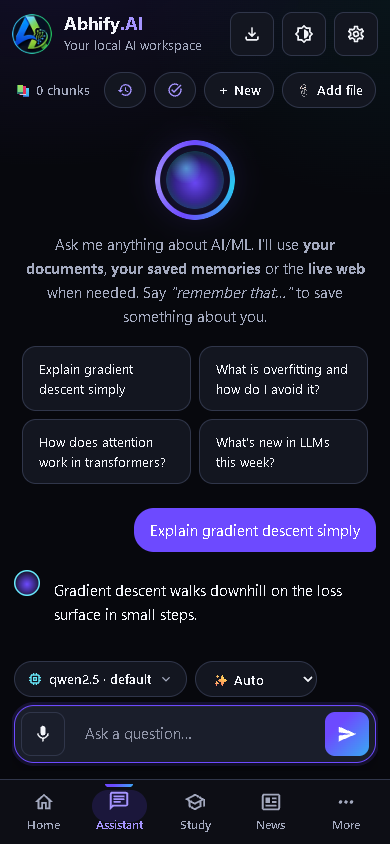 Abhify.AI
Your local AI workspace
0 chunks
+ New
Add file
Ask me anything about AI/ML. I'll use your
documents, your saved memories or the live web
when needed. Say "remember that…" to save
something about you.
Explain gradient
descent simply
What is overfitting and
how do I avoid it?
How does attention
work in transformers?
What's new in LLMs
this week?
Explain gradient descent simply
Gradient descent walks downhill on the loss
surface in small steps.
qwen2.5 · default
Auto
Ask a question...
Home
Assistant
Study
News
More